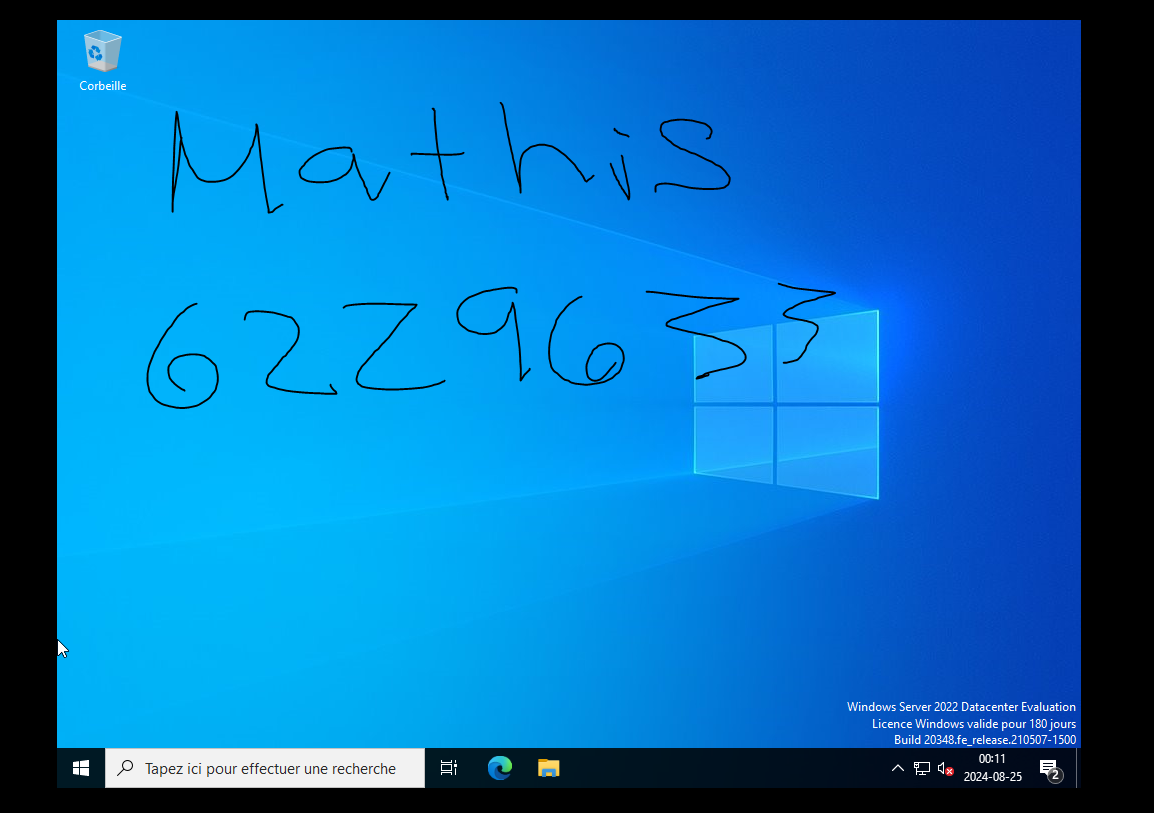 Corbeille
Mathis
6229633
Windows Server 2022 Datacenter Evaluation
Licence Windows valide pour 180 jours
Build 20348.fe_release.210507-1500
Tapez ici pour effectuer une recherche
00:11
2024-08-25
2